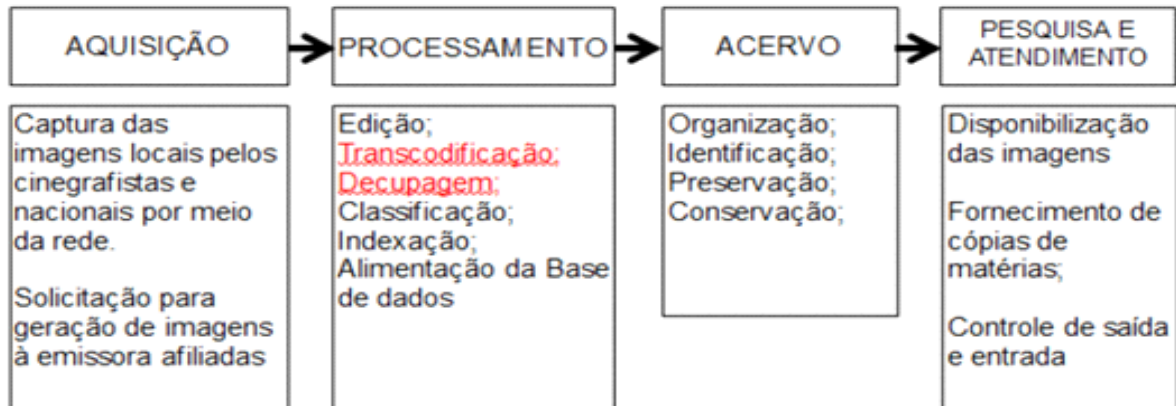 AQUISIÇÃO
PROCESSAMENTO
ACERVO
PESQUISA E
ATENDIMENTO
Captura das
imagens locais pelos
cinegrafistas e
nacionais por meio
da rede.
Solicitação para
geração de imagens
à emissora afiliadas
Edição;
Transcodificação;
Decupagem;
Classificação;
Indexação;
Alimentação da Base
de dados
Organização;
Identificação;
Preservação;
Conservação;
Disponibilização
das imagens
Fornecimento de
cópias de
matérias;
Controle de saída
e entrada